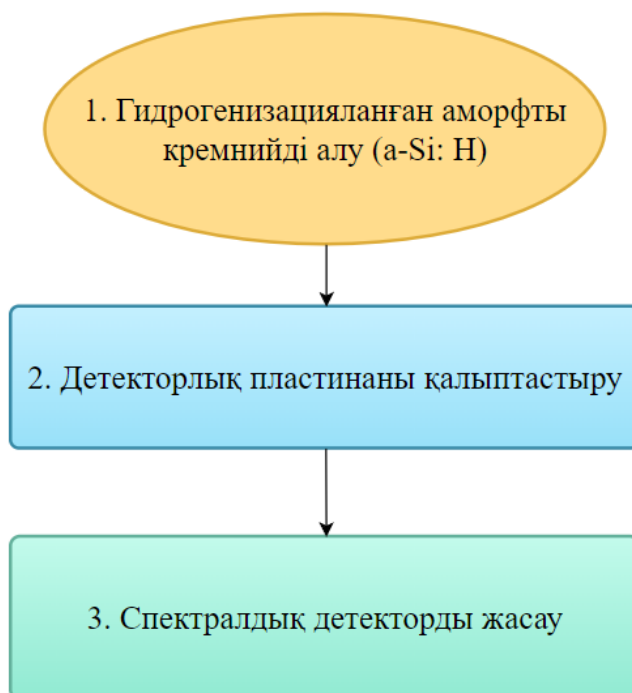 1. Гидрогенизацияланған аморфты
кремнийді алу (a-Si: H)
2. Детекторлық пластинаны қалыптастыру
3. Спектралдық детекторды жасау